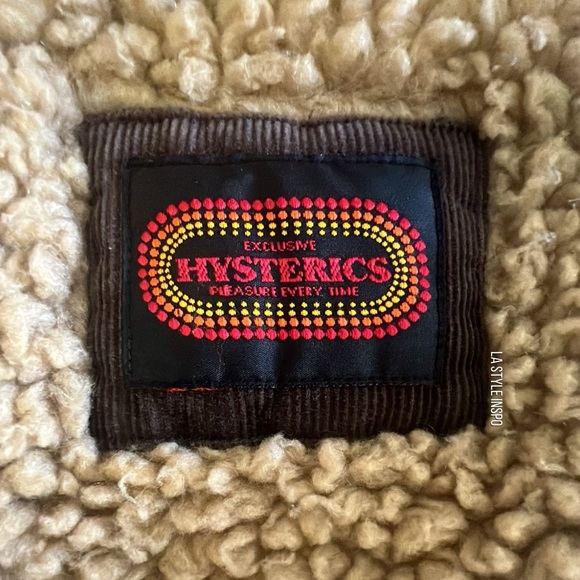 EXCLUSIVE
HYSTERICS
PLEASURE EVERY TIME
LA STYLE INSPO